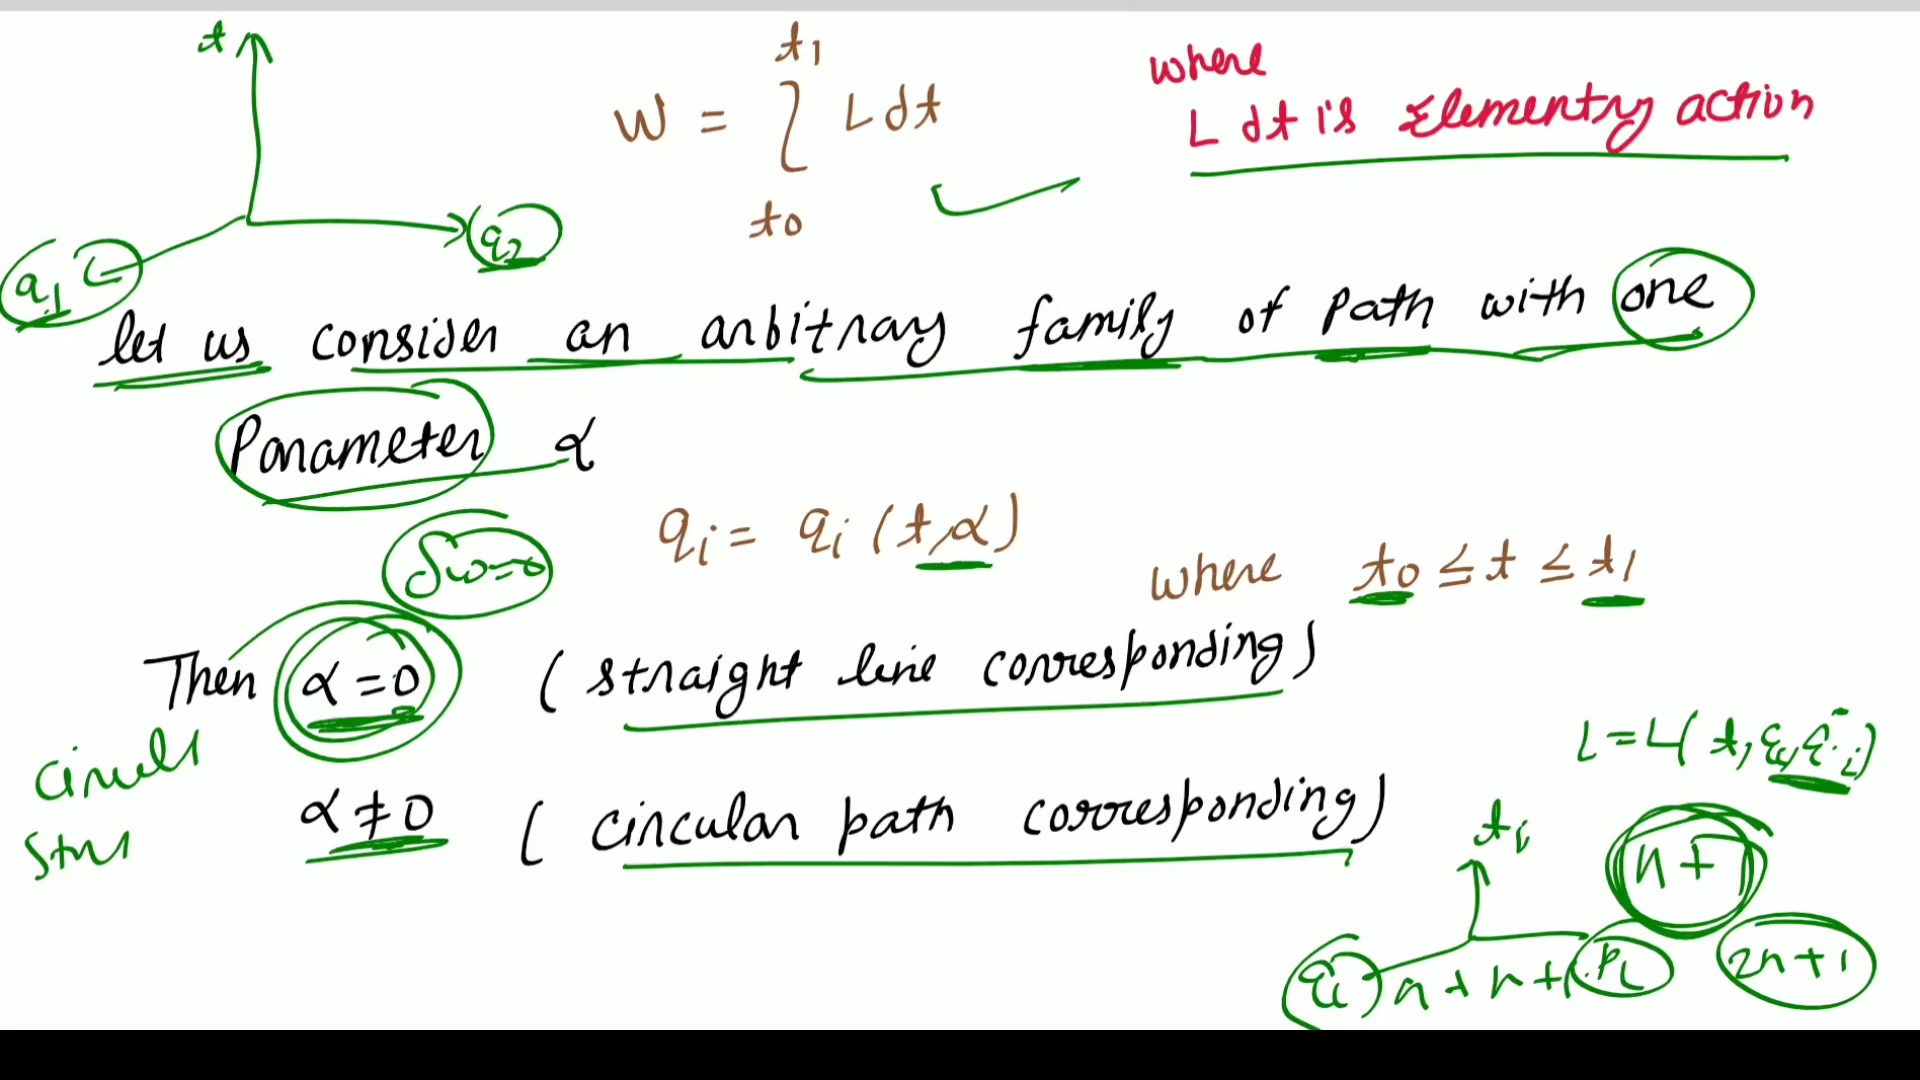 t
t1
W = ∫ L dt
t0
where
L dt is Elementry action
q1
q2
let us consider an arbitrary family of path with one
Parameter α
δw=0
qi = qi (t,α)
where t0 ≤ t ≤ t1
Then α = 0 ( straight line corresponding)
α ≠ 0 ( circular path corresponding)
L = L( t, qi, q̇i)
n + 1
qi
n + n + 1
Pi
2n+1